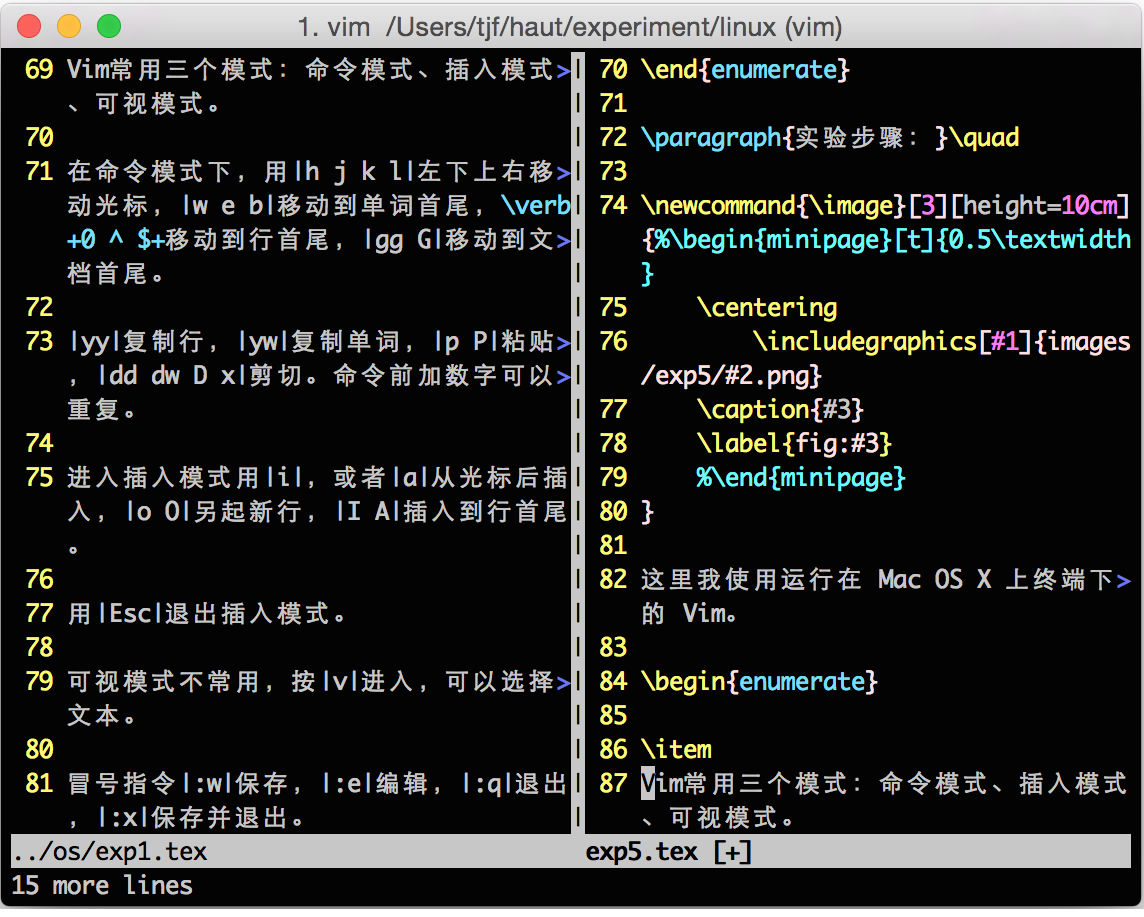 1. vim  /Users/tjf/haut/experiment/linux (vim)
69 Vim常用三个模式：命令模式、插入模式>
、可视模式。
70
71 在命令模式下，用|h j k l|左下上右移>
动光标，|w e b|移动到单词首尾，\verb
+0 ^ $+移动到行首尾，|gg G|移动到文>
档首尾。
72
73 |yy|复制行，|yw|复制单词，|p P|粘贴>
，|dd dw D x|剪切。命令前加数字可以>
重复。
74
75 进入插入模式用|i|，或者|a|从光标后插
入，|o O|另起新行，|I A|插入到行首尾
。
76
77 用|Esc|退出插入模式。
78
79 可视模式不常用，按|v|进入，可以选择>
文本。
80
81 冒号指令|:w|保存，|:e|编辑，|:q|退出
，|:x|保存并退出。
../os/exp1.tex
70 \end{enumerate}
71
72 \paragraph{实验步骤：}\quad
73
74 \newcommand{\image}[3][height=10cm]
{%\begin{minipage}[t]{0.5\textwidth
}
75     \centering
76         \includegraphics[#1]{images
/exp5/#2.png}
77     \caption{#3}
78     \label{fig:#3}
79     %\end{minipage}
80 }
81
82 这里我使用运行在 Mac OS X 上终端下>
的 Vim。
83
84 \begin{enumerate}
85
86 \item
87 Vim常用三个模式：命令模式、插入模式
、可视模式。
exp5.tex [+]
15 more lines